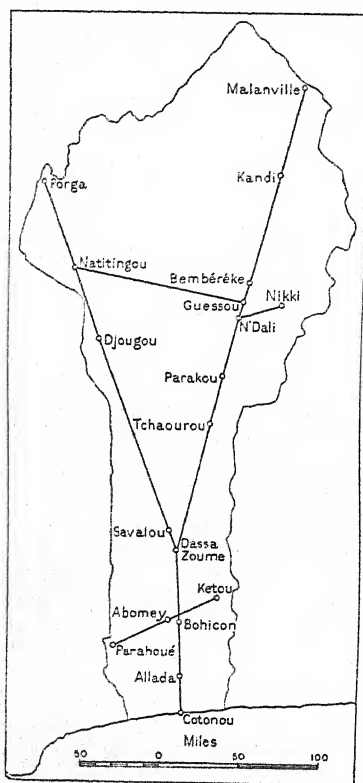 Malanville
Kandi
Porga
Natitingou
Bembéréke
Guessou
Nikki
N'Dali
Djougou
Parakou
Tchaourou
Savalou
Dassa
Zoume
Ketou
Abomey
Bohicon
Parahoué
Allada
Cotonou
Miles
50 0 50 100